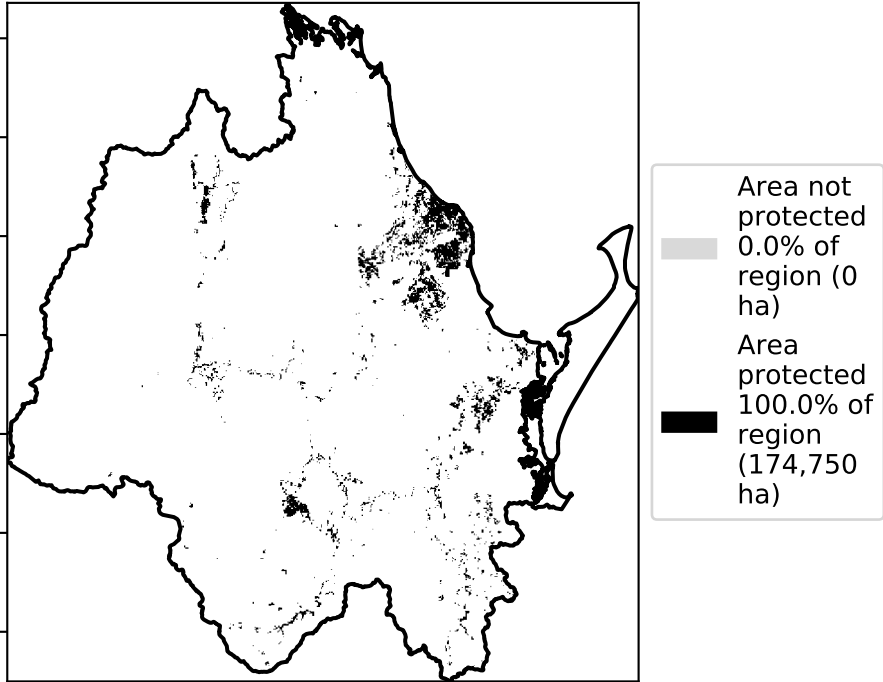 Area not
protected
0.0% of
region (0
ha)
Area
protected
100.0% of
region
(174,750
ha)